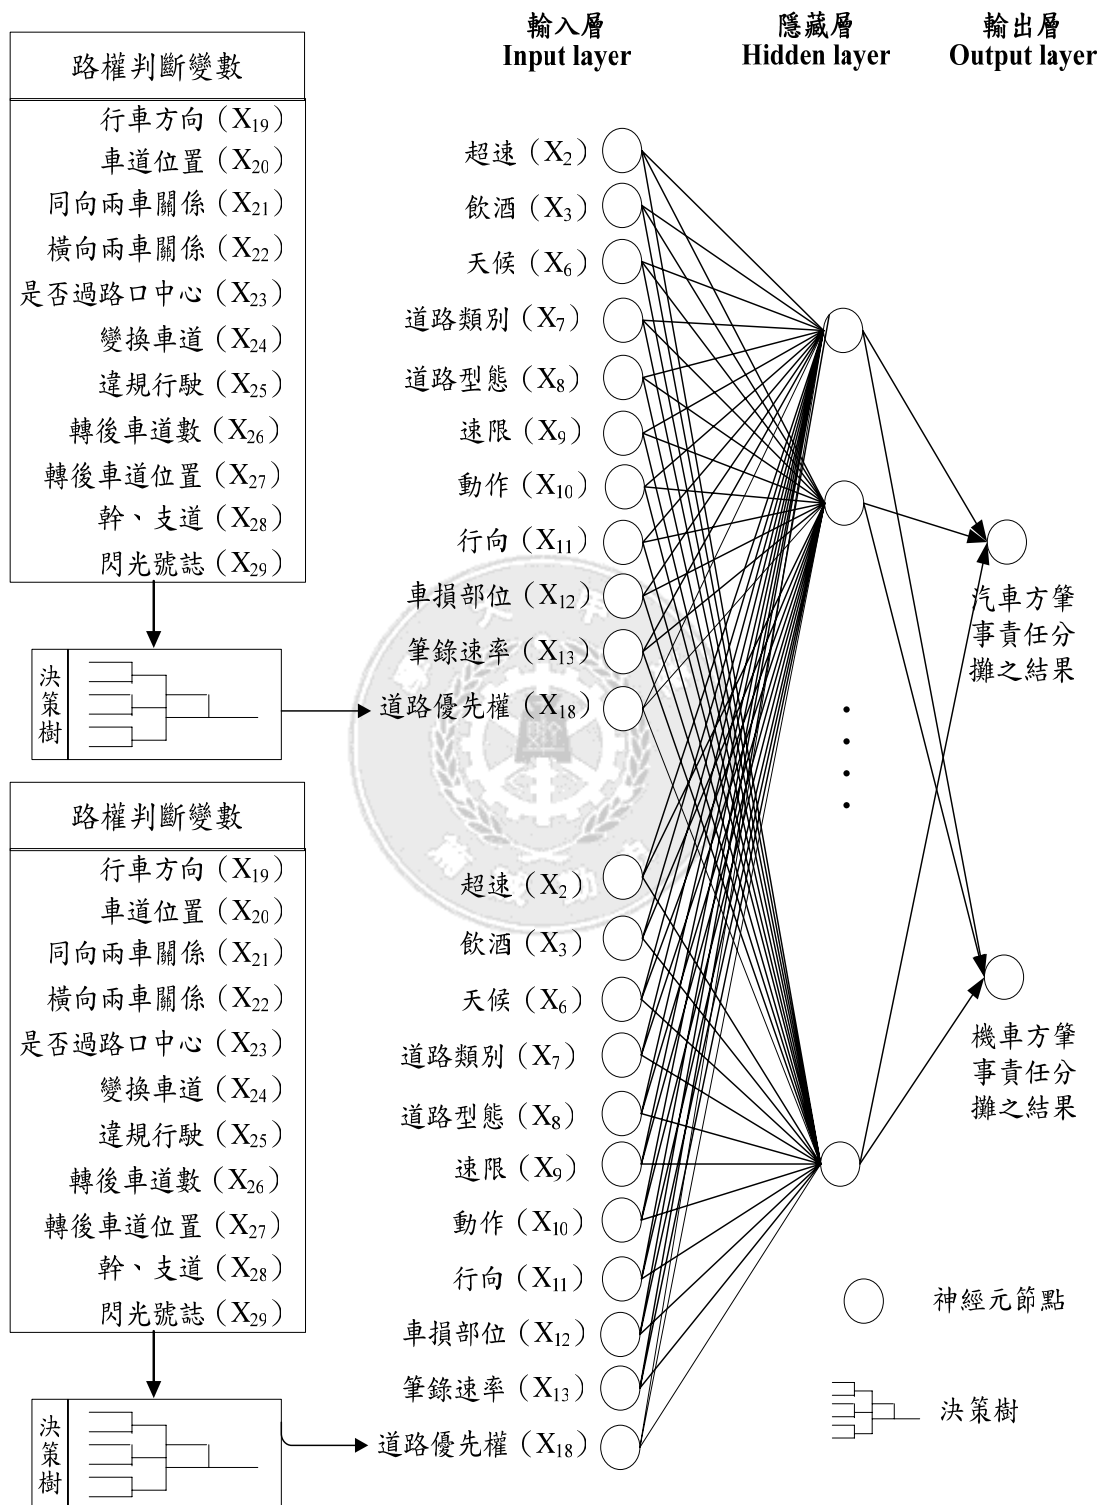 輸入層
Input layer
隱藏層
Hidden layer
輸出層
Output layer
路權判斷變數
行車方向（X19）
車道位置（X20）
同向兩車關係（X21）
橫向兩車關係（X22）
是否過路口中心（X23）
變換車道（X24）
違規行駛（X25）
轉後車道數（X26）
轉後車道位置（X27）
幹、支道（X28）
閃光號誌（X29）
決策樹
超速（X2）
飲酒（X3）
天候（X6）
道路類別（X7）
道路型態（X8）
速限（X9）
動作（X10）
行向（X11）
車損部位（X12）
筆錄速率（X13）
道路優先權（X18）
路權判斷變數
行車方向（X19）
車道位置（X20）
同向兩車關係（X21）
橫向兩車關係（X22）
是否過路口中心（X23）
變換車道（X24）
違規行駛（X25）
轉後車道數（X26）
轉後車道位置（X27）
幹、支道（X28）
閃光號誌（X29）
決策樹
超速（X2）
飲酒（X3）
天候（X6）
道路類別（X7）
道路型態（X8）
速限（X9）
動作（X10）
行向（X11）
車損部位（X12）
筆錄速率（X13）
道路優先權（X18）
汽車方肇
事責任分
攤之結果
機車方肇
事責任分
攤之結果
神經元節點
決策樹